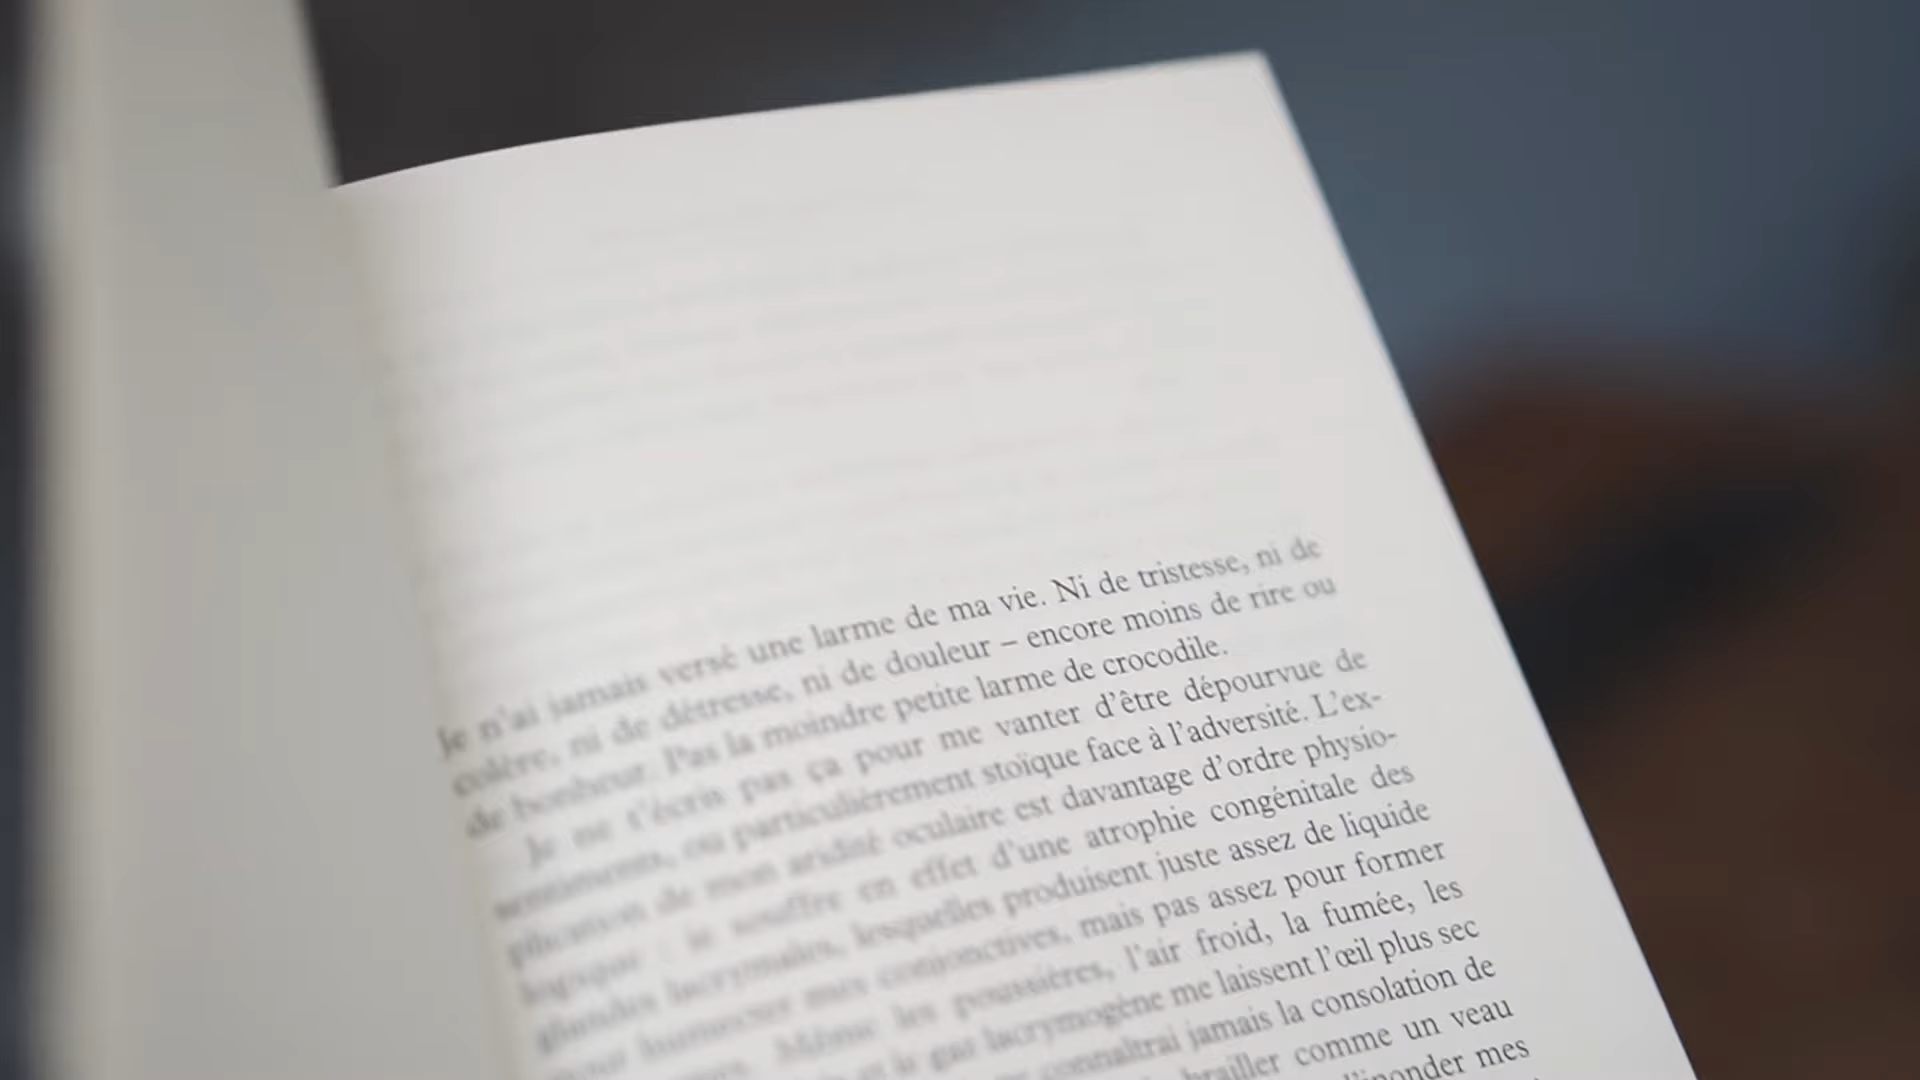 Je n'ai jamais versé une larme de ma vie. Ni de tristesse, ni de
colère, ni de détresse, ni de douleur – encore moins de rire ou
de bonheur. Pas la moindre petite larme de crocodile.
Je ne t'écris pas ça pour me vanter d'être dépourvue de
sentiments, ou particulièrement stoïque face à l'adversité. L'ex-
plication de mon aridité oculaire est davantage d'ordre physio-
logique : je souffre en effet d'une atrophie congénitale des
glandes lacrymales, lesquelles produisent juste assez de liquide
pour humecter mes conjonctives, mais pas assez pour former
Même les poussières, l'air froid, la fumée, les
et le gaz lacrymogène me laissent l'œil plus sec
connaîtrai jamais la consolation de
brailler comme un veau
d'inonder mes